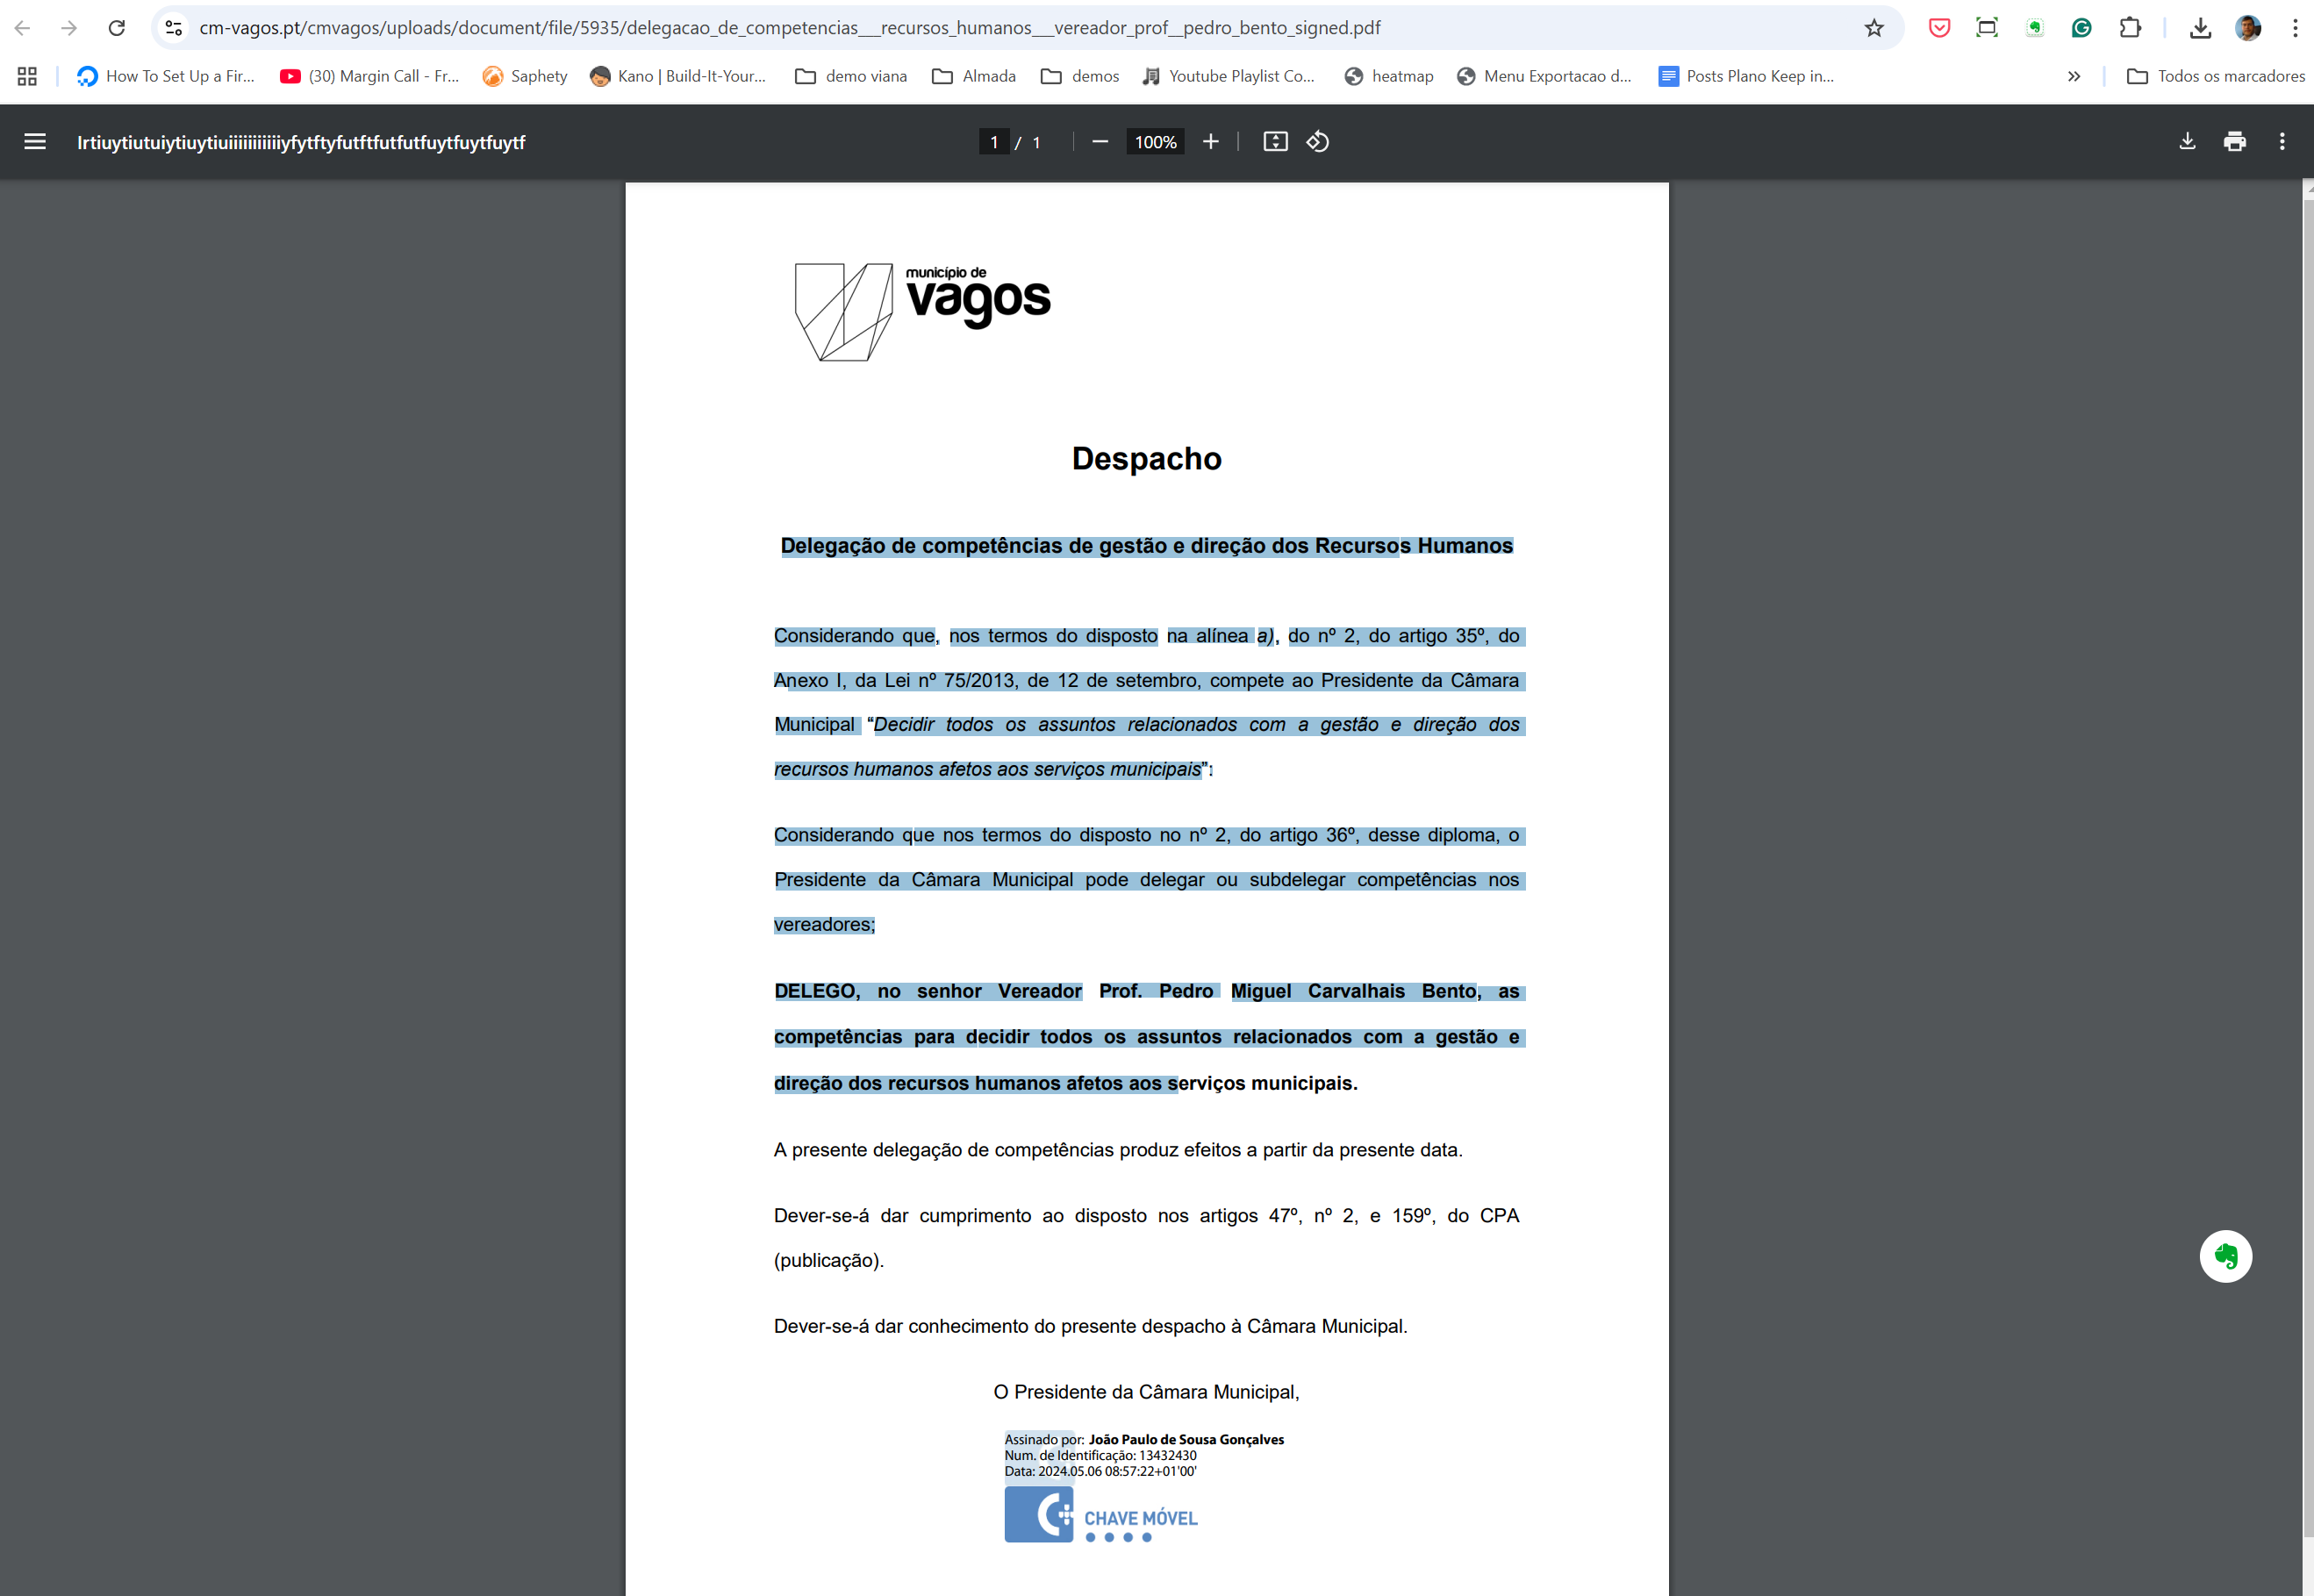 cm-vagos.pt/cmvagos/uploads/document/file/5935/delegacao_de_competencias__recursos_humanos__vereador_prof_pedro_bento_signed.pdf
How To Set Up a Fir...
(30) Margin Call - Fr...
Saphety
Kano | Build-It-Your...
demo viana
Almada
demos
Youtube Playlist Co...
heatmap
Menu Exportacao d...
Posts Plano Keep in...
»
Todos os marcadores
1 / 1
100%
município de
vagos
Despacho
Delegação de competências de gestão e direção dos Recursos Humanos
Considerando que, nos termos do disposto na alínea a), do nº 2, do artigo 35º, do
Anexo I, da Lei nº 75/2013, de 12 de setembro, compete ao Presidente da Câmara
Municipal “Decidir todos os assuntos relacionados com a gestão e direção dos
recursos humanos afetos aos serviços municipais”:
Considerando que nos termos do disposto no nº 2, do artigo 36º, desse diploma, o
Presidente da Câmara Municipal pode delegar ou subdelegar competências nos
vereadores;
DELEGO, no senhor Vereador Prof. Pedro Miguel Carvalhais Bento, as
competências para decidir todos os assuntos relacionados com a gestão e
direção dos recursos humanos afetos aos serviços municipais.
A presente delegação de competências produz efeitos a partir da presente data.
Dever-se-á dar cumprimento ao disposto nos artigos 47º, nº 2, e 159º, do CPA
(publicação).
Dever-se-á dar conhecimento do presente despacho à Câmara Municipal.
O Presidente da Câmara Municipal,
Assinado por: João Paulo de Sousa Gonçalves
Num. de Identificação: 13432430
Data: 2024.05.06 08:57:22+01'00'
CHAVE MÓVEL